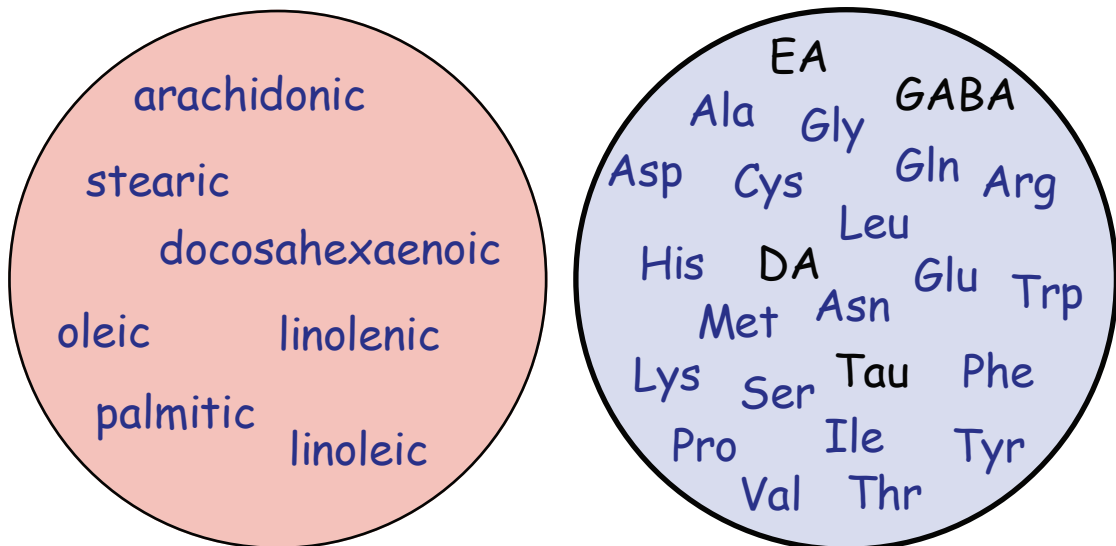 arachidonic
stearic
docosahexaenoic
oleic
linolenic
palmitic
linoleic
EA
GABA
Ala
Gly
Asp
Cys
Gln
Arg
Leu
His
DA
Glu
Trp
Met
Asn
Lys
Ser
Tau
Phe
Pro
Ile
Tyr
Val
Thr